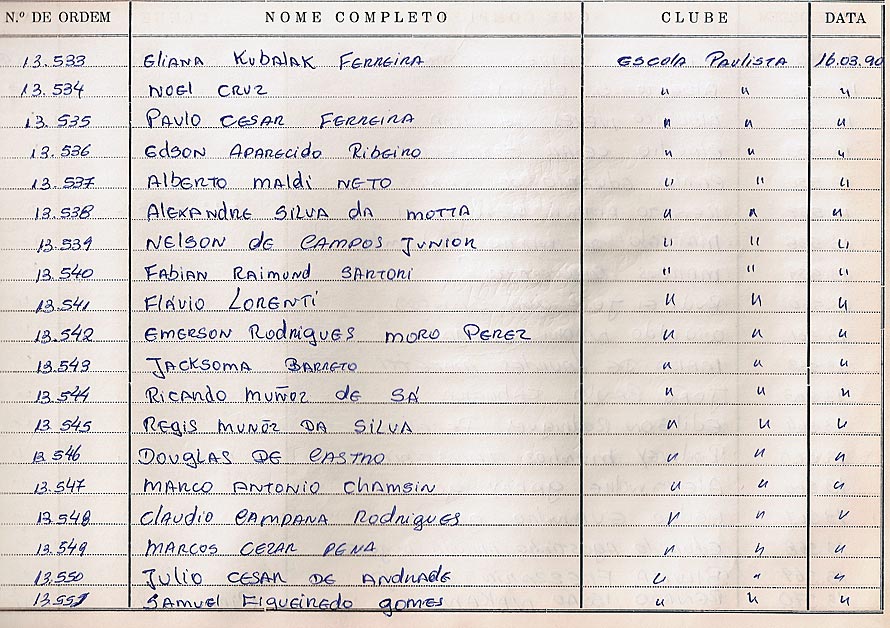 N.º DE ORDEM NOME COMPLETO CLUBE DATA
13.533 Eliana Kubalak Ferreira Escola Paulista 16.03.90
13.534 Noel Cruz " " "
13.535 Paulo Cesar Ferreira " " "
13.536 Edson Aparecido Ribeiro " " "
13.537 Alberto Maldi Neto " " "
13.538 Alexandre Silva da Motta " " "
13.539 Nelson de Campos Junior " " "
13.540 Fabian Raimund Sartori " " "
13.541 Flávio Lorenti " " "
13.542 Emerson Rodrigues Moro Perez " " "
13.543 Jacksoma Barreto " " "
13.544 Ricando Muñoz de Sá " " "
13.545 Regis Munõz da Silva " " "
13.546 Douglas de Castro " " "
13.547 Marco Antonio Chamsin " " "
13.548 Claudio Campana Rodrigues " " "
13.549 Marcos Cezar Pena " " "
13.550 Julio Cesar de Andrade " " "
13.551 Samuel Figueiredo Gomes " " "